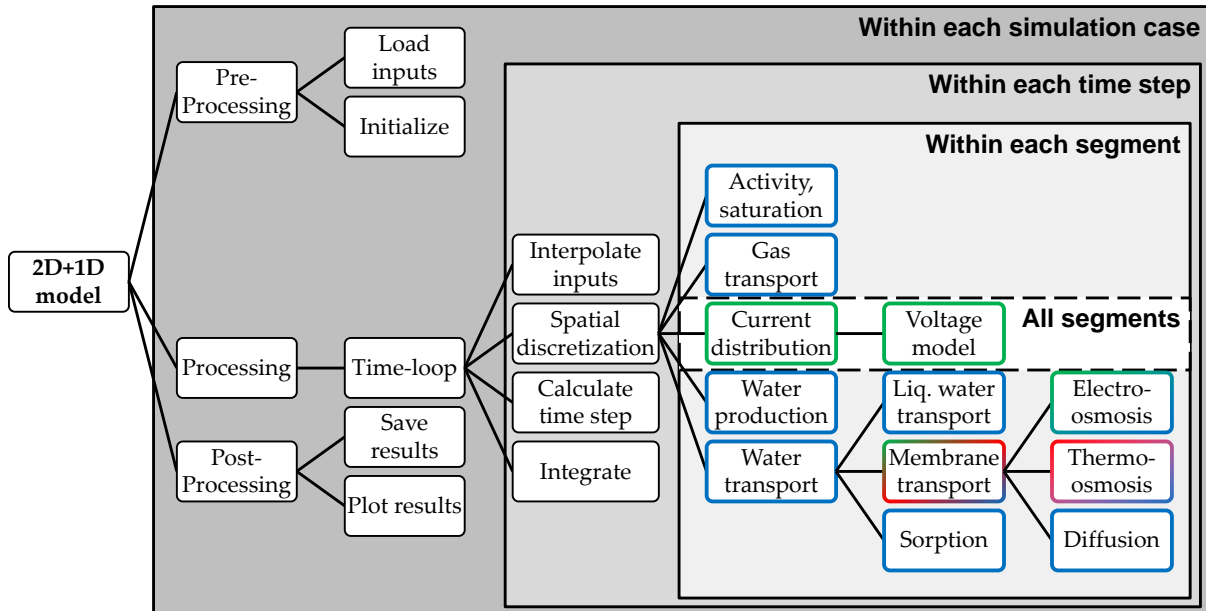 Within each simulation case
Within each time step
Within each segment
All segments
2D+1D
model
Pre-
Processing
Load
inputs
Initialize
Processing
Time-loop
Post-
Processing
Save
results
Plot results
Interpolate
inputs
Spatial
discretization
Calculate
time step
Integrate
Activity,
saturation
Gas
transport
Current
distribution
Voltage
model
Water
production
Water
transport
Liq. water
transport
Membrane
transport
Sorption
Electro-
osmosis
Thermo-
osmosis
Diffusion